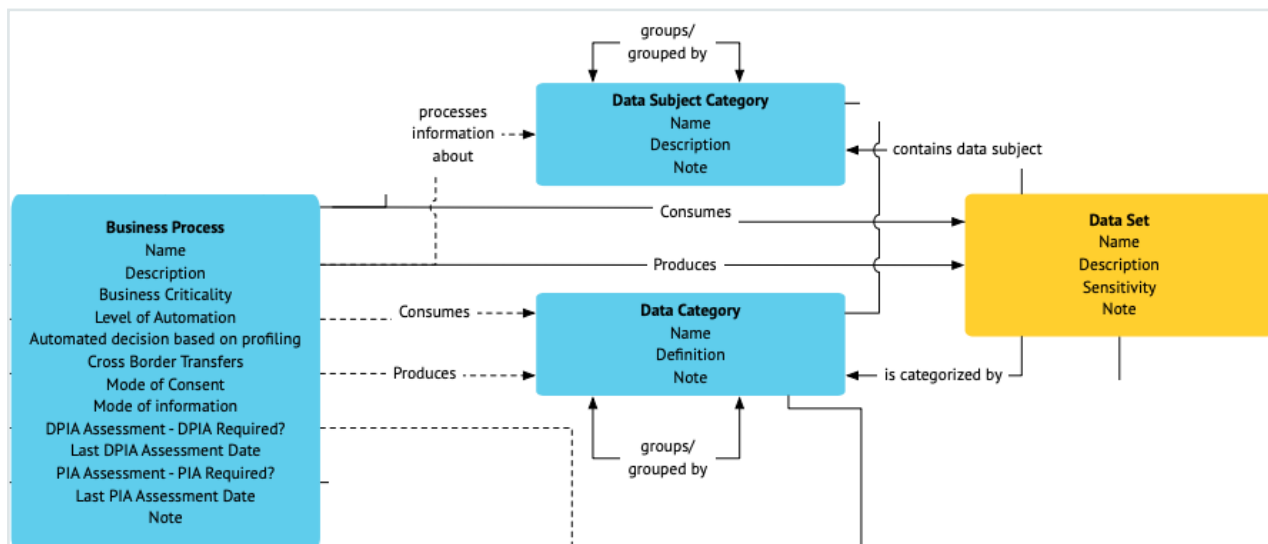 groups/
grouped by
Data Subject Category
Name
Description
Note
processes
information
about
contains data subject
Business Process
Name
Description
Business Criticality
Level of Automation
Automated decision based on profiling
Cross Border Transfers
Mode of Consent
Mode of information
DPIA Assessment - DPIA Required?
Last DPIA Assessment Date
PIA Assessment - PIA Required?
Last PIA Assessment Date
Note
Consumes
Produces
Data Set
Name
Description
Sensitivity
Note
Consumes
Produces
Data Category
Name
Definition
Note
is categorized by
groups/
grouped by